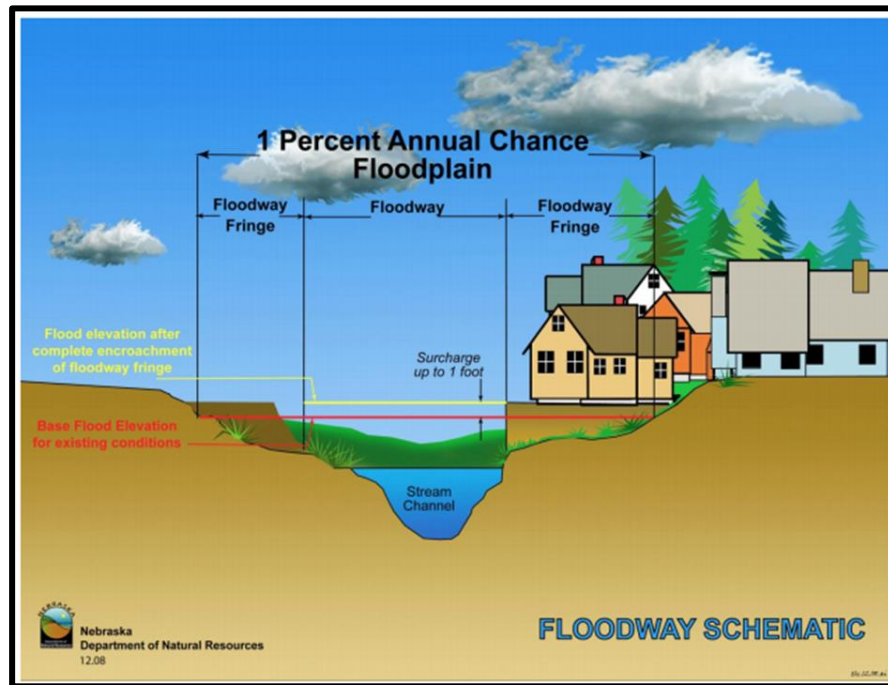 1 Percent Annual Chance
Floodplain
Floodway
Fringe
Floodway
Floodway
Fringe
Flood elevation after
complete encroachment
of floodway fringe
Surcharge
up to 1 foot
Base Flood Elevation
for existing conditions
Stream
Channel
NEBRASKA
Nebraska
Department of Natural Resources
12.08
FLOODWAY SCHEMATIC